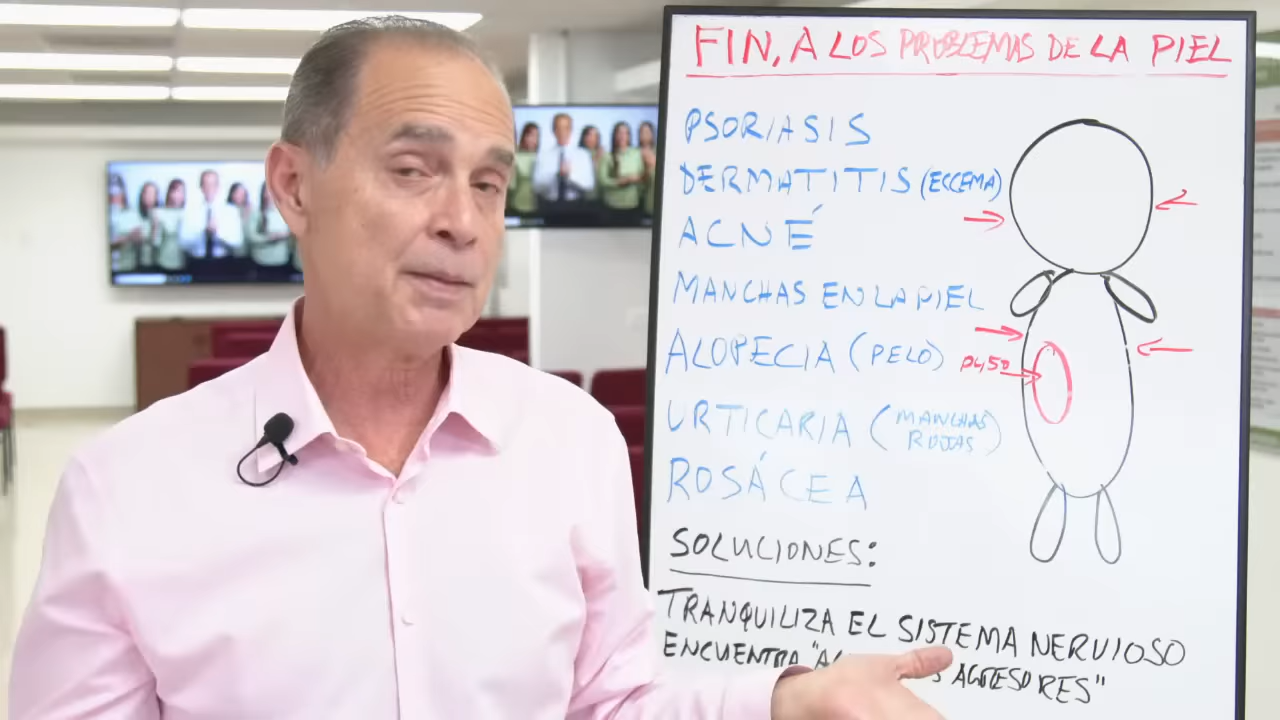 FIN, A LOS PROBLEMAS DE LA PIEL
PSORIASIS
DERMATITIS (ECCEMA)
ACNÉ
MANCHAS EN LA PIEL
ALOPECIA (PELO)
P450
URTICARIA (MANCHAS ROJAS)
ROSÁCEA
SOLUCIONES:
TRANQUILIZA EL SISTEMA NERVIOSO
ENCUENTRA AGRESORES"